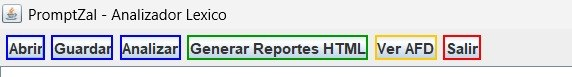 PromptZal - Analizador Lexico
Abrir Guardar Analizar Generar Reportes HTML Ver AFD Salir